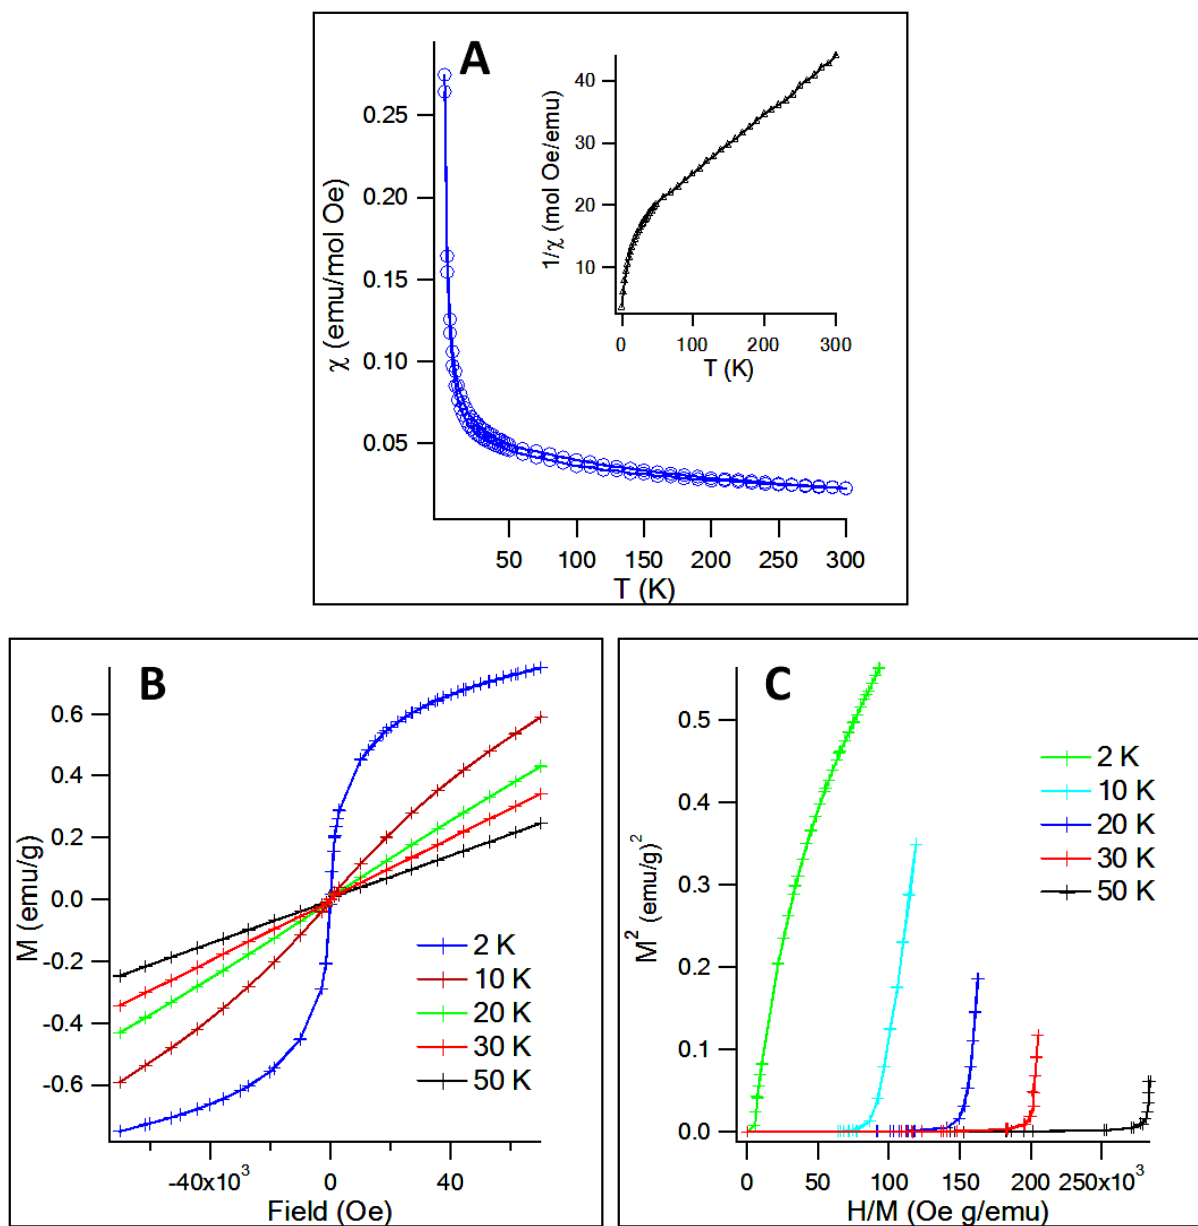 A
χ (emu/mol Oe)
0.25
0.20
0.15
0.10
0.05
50 100 150 200 250 300
T (K)
1/χ (mol Oe/emu)
40
30
20
10
0 100 200 300
T (K)
B
M (emu/g)
0.6
0.4
0.2
0.0
-0.2
-0.4
-0.6
2 K
10 K
20 K
30 K
50 K
-40x10³ 0 40
Field (Oe)
C
M² (emu/g)²
0.5
0.4
0.3
0.2
0.1
0.0
2 K
10 K
20 K
30 K
50 K
0 50 100 150 200 250x10³
H/M (Oe g/emu)